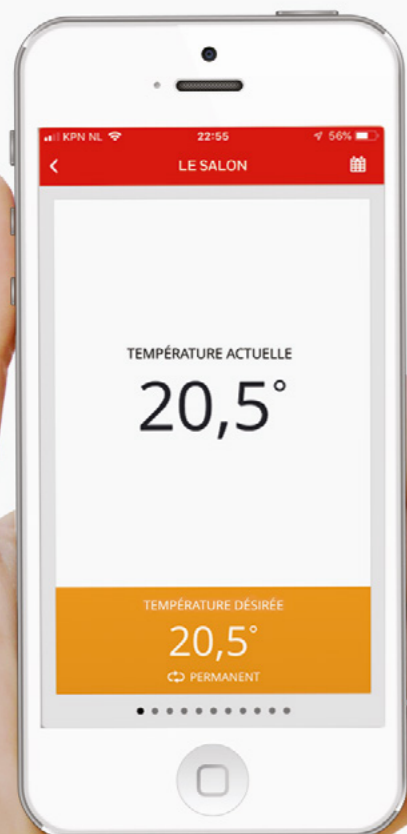 KPN NL 22:55 56%
LE SALON
TEMPÉRATURE ACTUELLE
20,5°
TEMPÉRATURE DÉSIRÉE
20,5°
PERMANENT